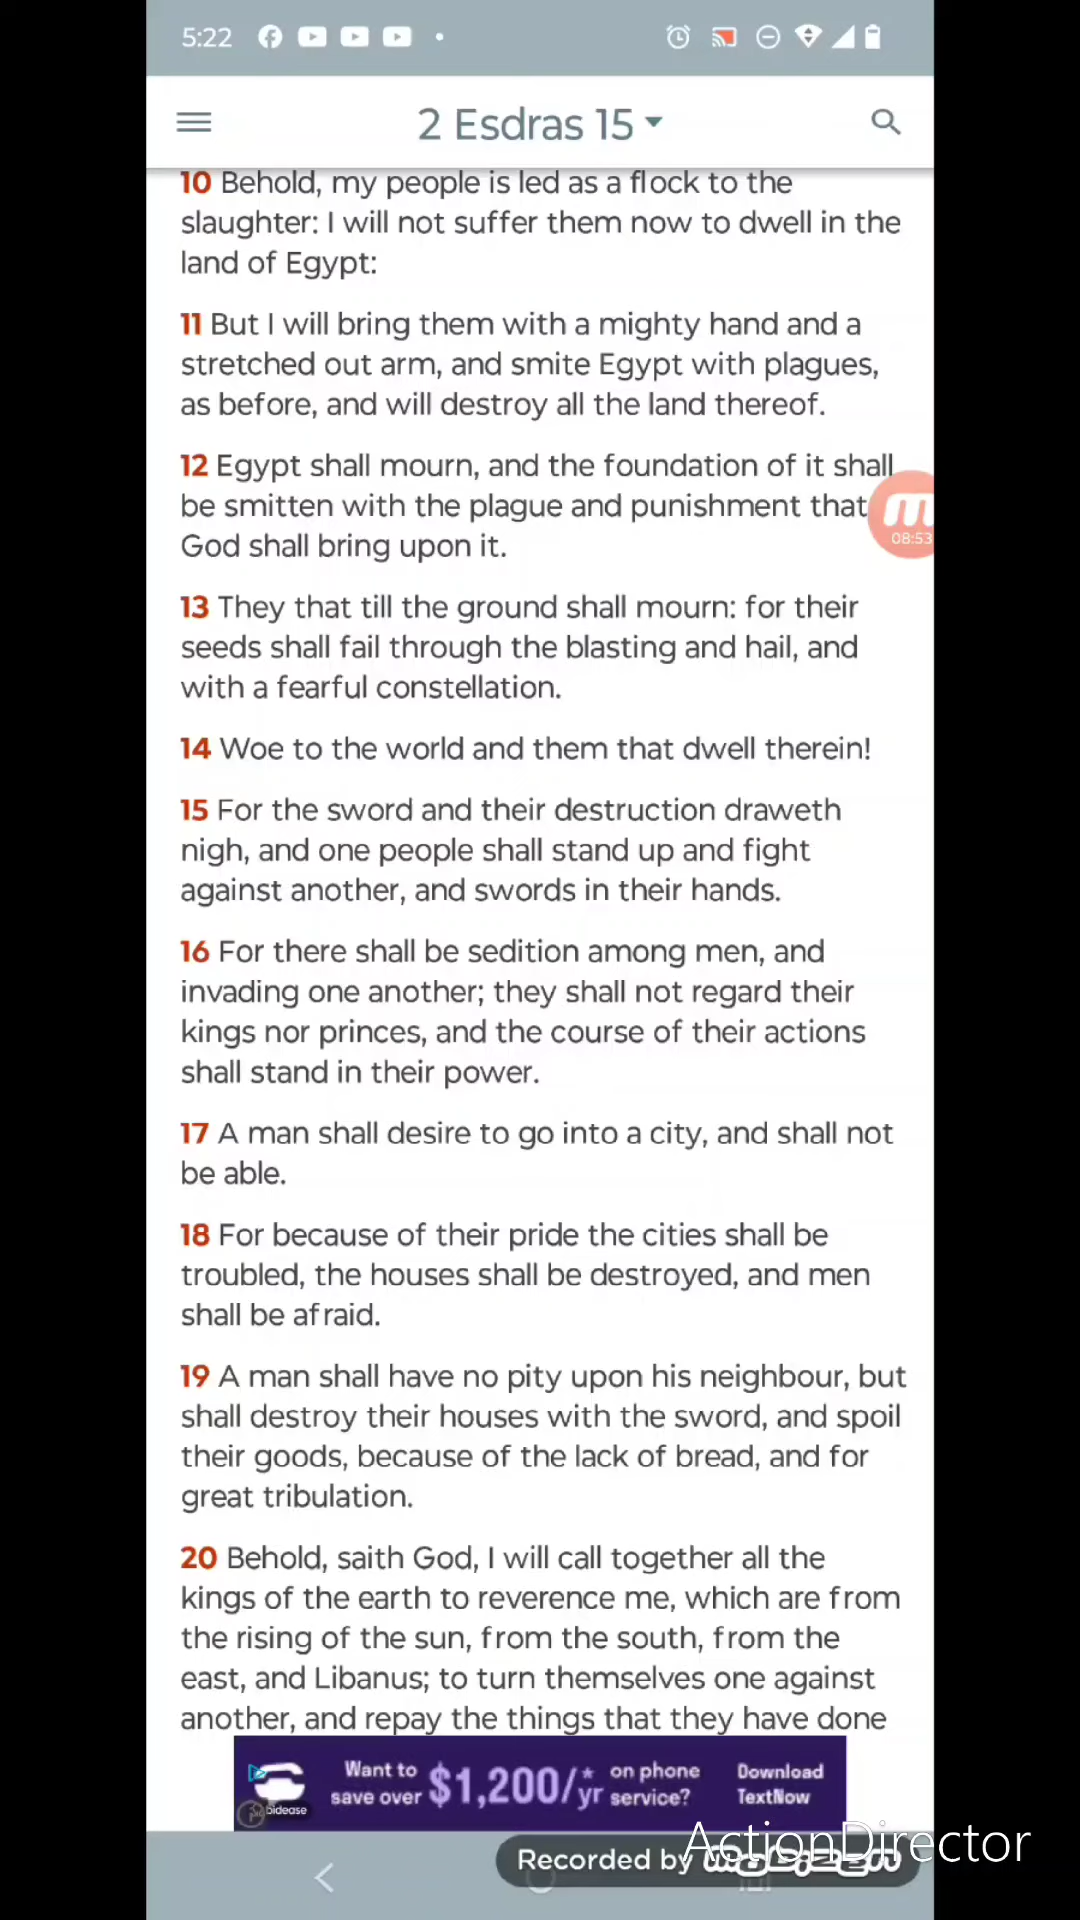 5:22
2 Esdras 15
10 Behold, my people is led as a flock to the
slaughter: I will not suffer them now to dwell in the
land of Egypt:
11 But I will bring them with a mighty hand and a
stretched out arm, and smite Egypt with plagues,
as before, and will destroy all the land thereof.
12 Egypt shall mourn, and the foundation of it shall
be smitten with the plague and punishment that
God shall bring upon it.
m
08:53
13 They that till the ground shall mourn: for their
seeds shall fail through the blasting and hail, and
with a fearful constellation.
14 Woe to the world and them that dwell therein!
15 For the sword and their destruction draweth
nigh, and one people shall stand up and fight
against another, and swords in their hands.
16 For there shall be sedition among men, and
invading one another; they shall not regard their
kings nor princes, and the course of their actions
shall stand in their power.
17 A man shall desire to go into a city, and shall not
be able.
18 For because of their pride the cities shall be
troubled, the houses shall be destroyed, and men
shall be afraid.
19 A man shall have no pity upon his neighbour, but
shall destroy their houses with the sword, and spoil
their goods, because of the lack of bread, and for
great tribulation.
20 Behold, saith God, I will call together all the
kings of the earth to reverence me, which are from
the rising of the sun, from the south, from the
east, and Libanus; to turn themselves one against
another, and repay the things that they have done
bidease
Want to
save over
$1,200/yr*
on phone
service?
Download
TextNow
ActionDirector
Recorded by mobizen